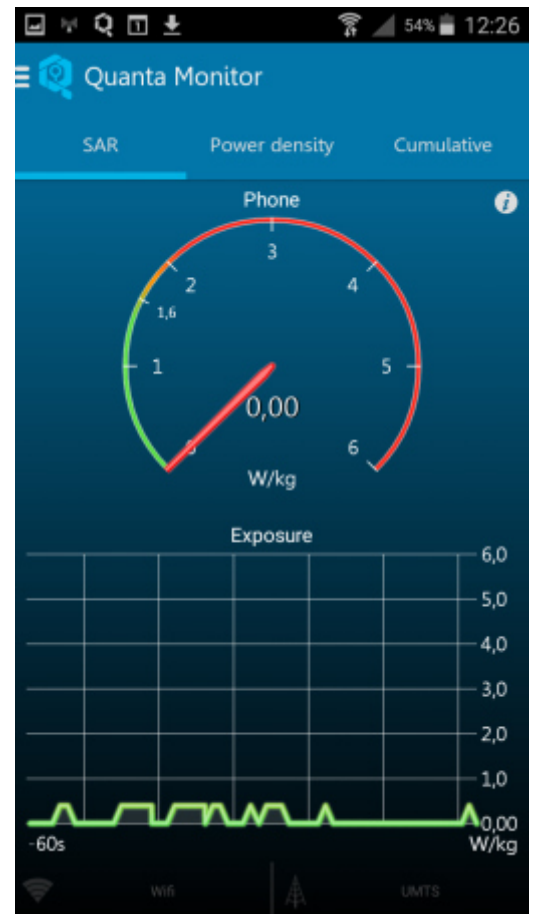 54% 12:26
Quanta Monitor
SAR Power density Cumulative
Phone
3
2 4
1,6
1 5
0,00
0 6
W/kg
Exposure
6,0
5,0
4,0
3,0
2,0
1,0
0,00
-60s W/kg
Wifi UMTS